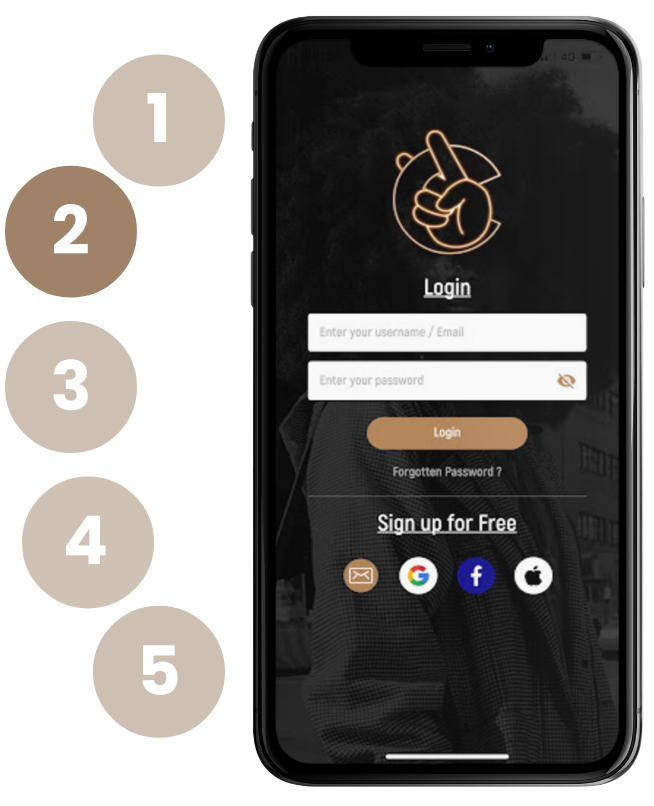 1
2
3
4
5
4G
Login
Enter your username / Email
Enter your password
Login
Forgotten Password ?
Sign up for Free